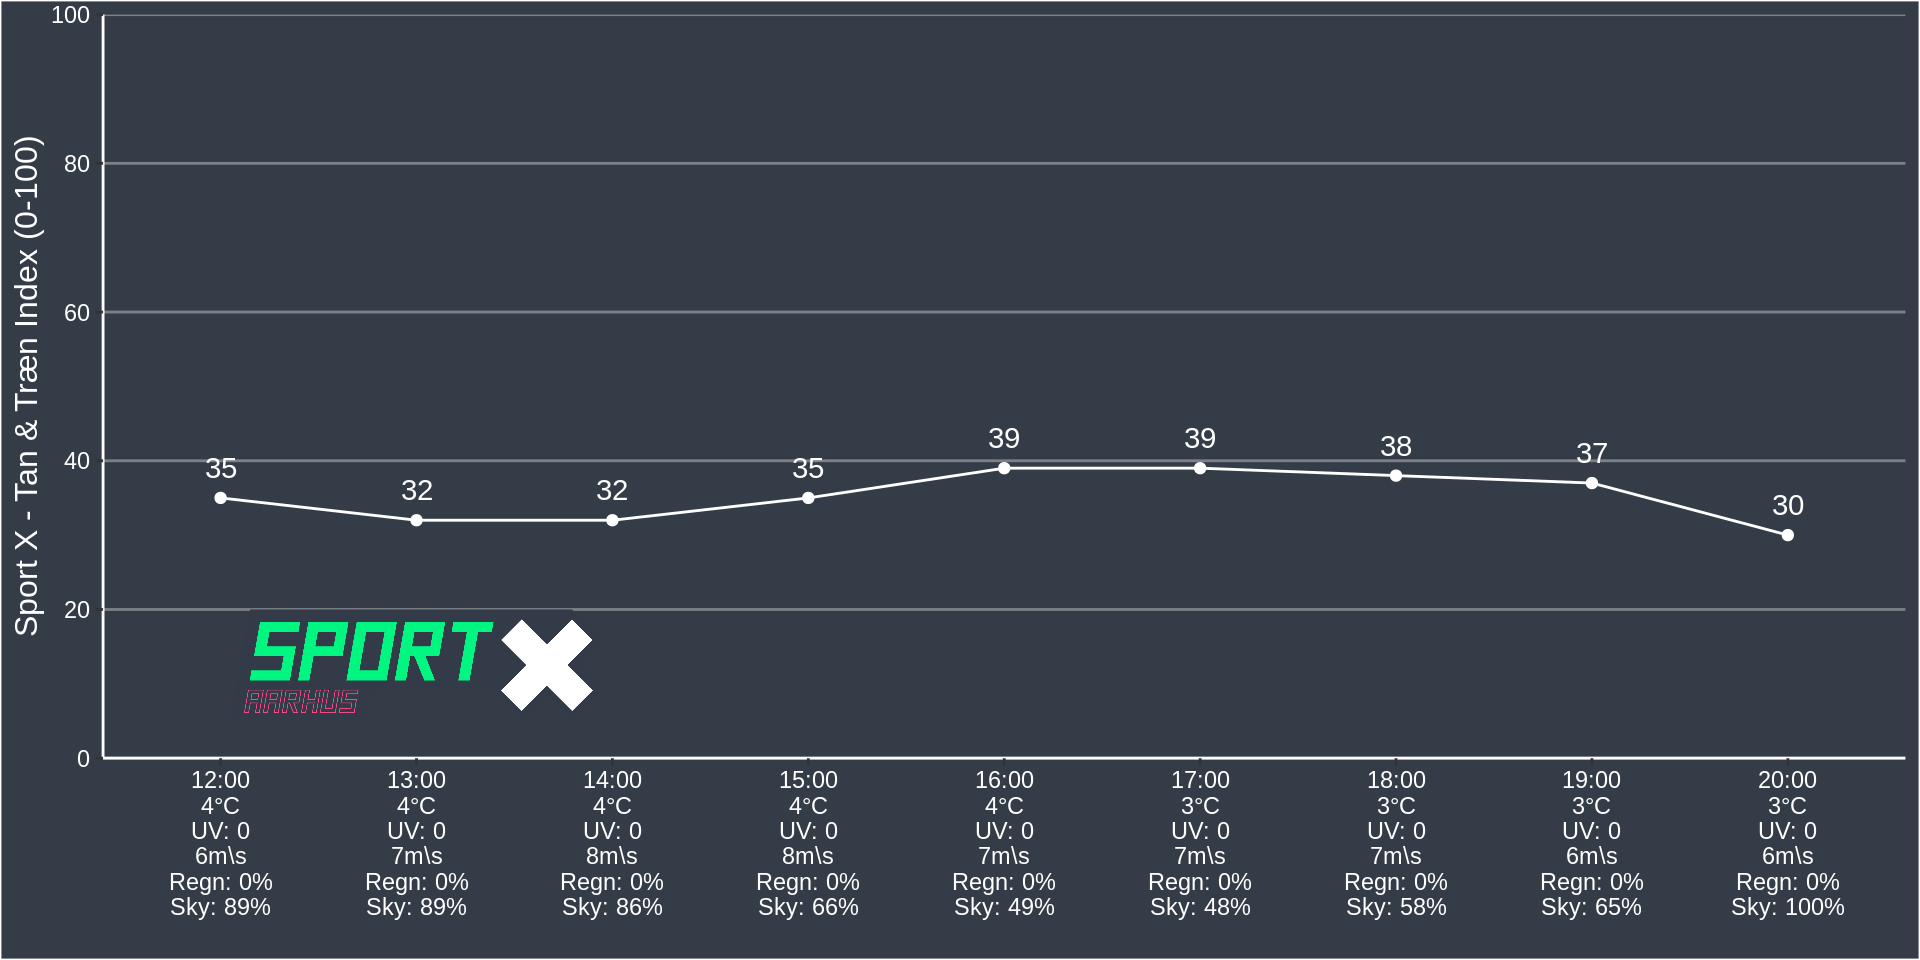 Sport X - Tan & Træn Index (0-100)
100
80
60
40
20
0
35
32
32
35
39
39
38
37
30
SPORT X
AARHUS
12:00 13:00 14:00 15:00 16:00 17:00 18:00 19:00 20:00
4°C 4°C 4°C 4°C 4°C 3°C 3°C 3°C 3°C
UV: 0 UV: 0 UV: 0 UV: 0 UV: 0 UV: 0 UV: 0 UV: 0 UV: 0
6m\s 7m\s 8m\s 8m\s 7m\s 7m\s 7m\s 6m\s 6m\s
Regn: 0% Regn: 0% Regn: 0% Regn: 0% Regn: 0% Regn: 0% Regn: 0% Regn: 0% Regn: 0%
Sky: 89% Sky: 89% Sky: 86% Sky: 66% Sky: 49% Sky: 48% Sky: 58% Sky: 65% Sky: 100%